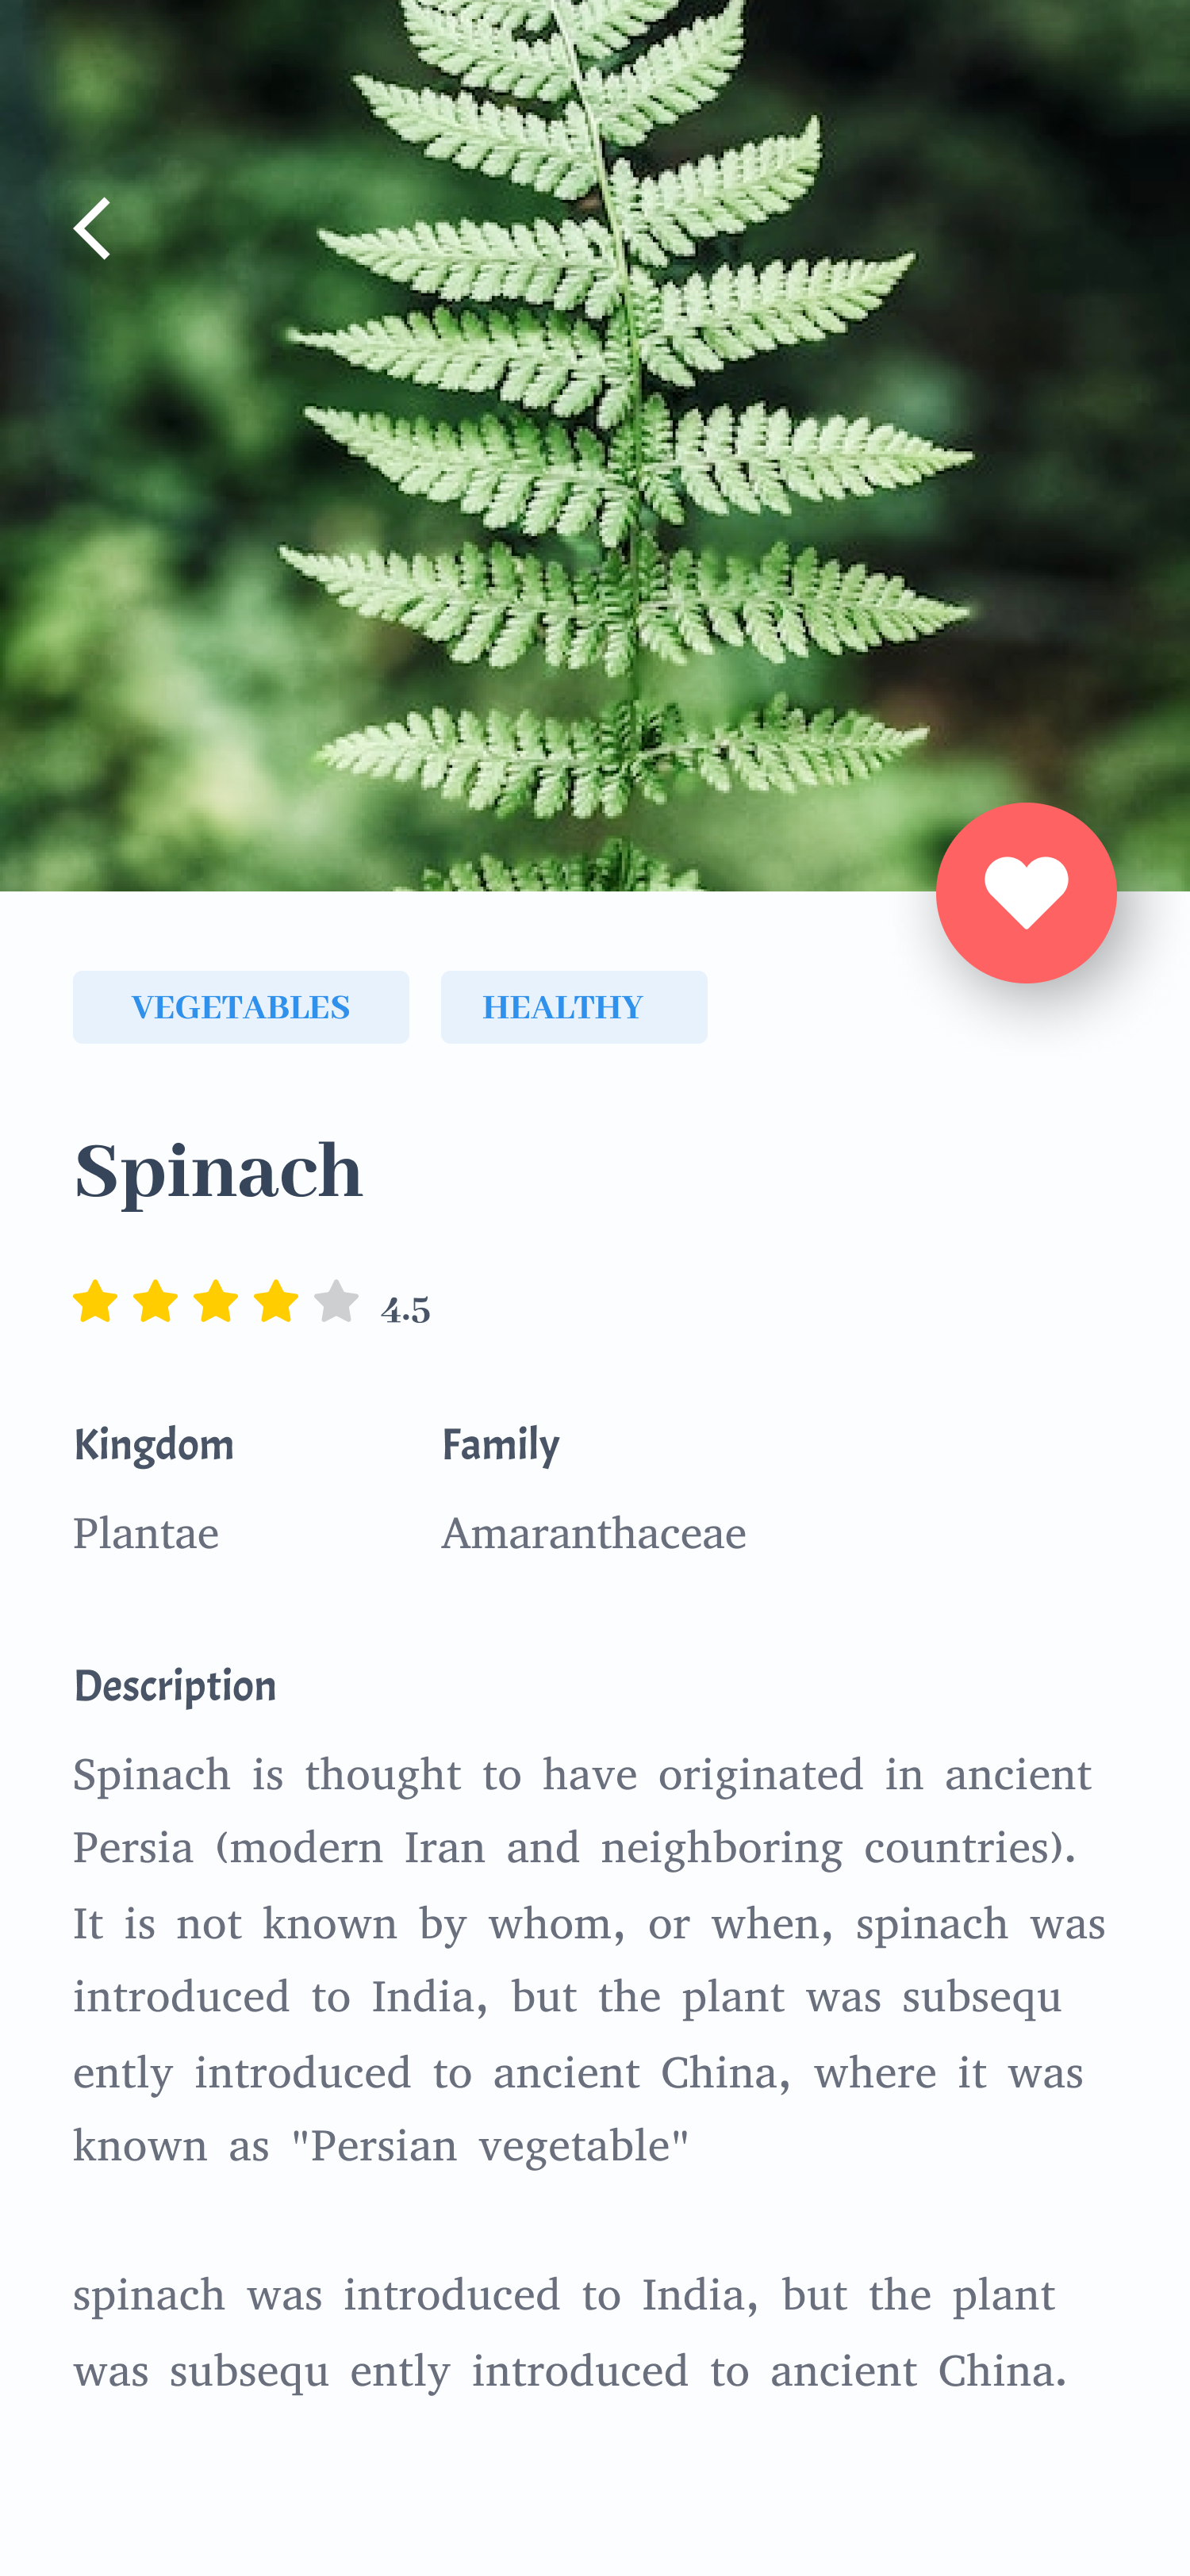 VEGETABLES HEALTHY
Spinach
4.5
Kingdom Family
Plantae Amaranthaceae
Description
Spinach is thought to have originated in ancient
Persia (modern Iran and neighboring countries).
It is not known by whom, or when, spinach was
introduced to India, but the plant was subsequ
ently introduced to ancient China, where it was
known as "Persian vegetable"
spinach was introduced to India, but the plant
was subsequ ently introduced to ancient China.